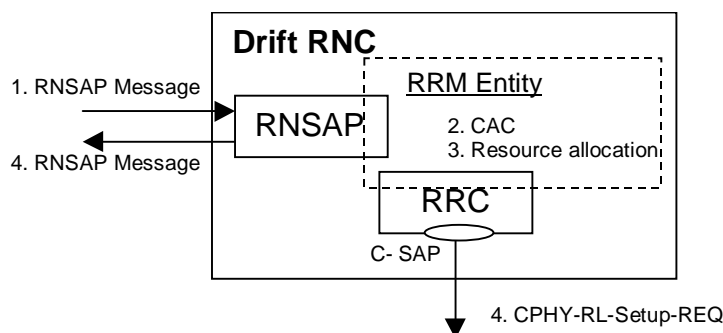 Drift RNC
1. RNSAP Message
RRM Entity
RNSAP
2. CAC
3. Resource allocation
4. RNSAP Message
RRC
C- SAP
4. CPHY-RL-Setup-REQ